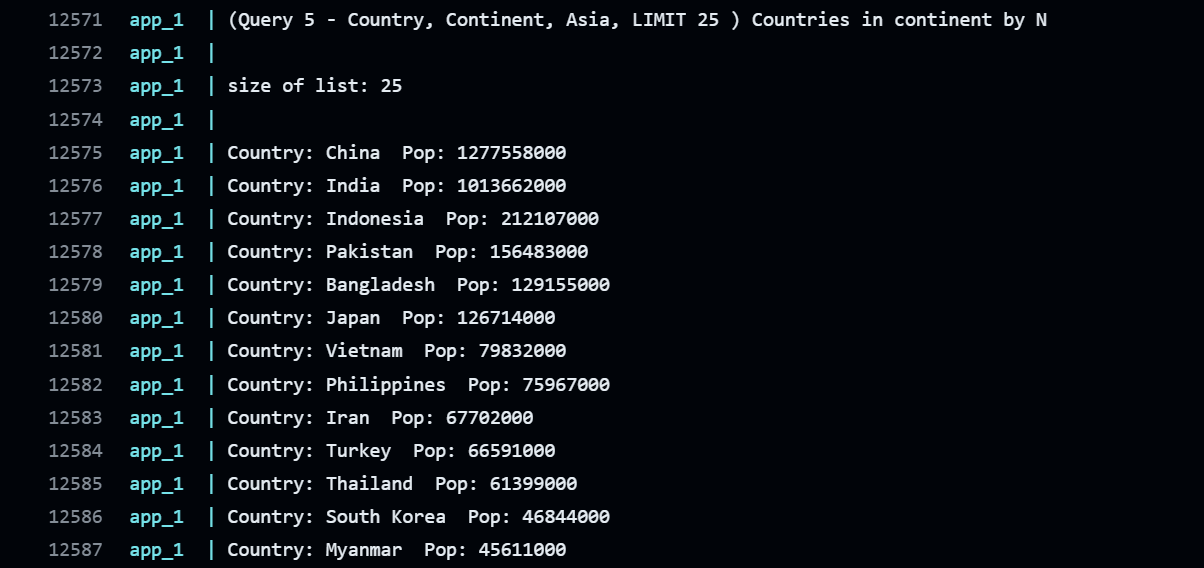 12571 app_1 | (Query 5 - Country, Continent, Asia, LIMIT 25 ) Countries in continent by N
12572 app_1 |
12573 app_1 | size of list: 25
12574 app_1 |
12575 app_1 | Country: China  Pop: 1277558000
12576 app_1 | Country: India  Pop: 1013662000
12577 app_1 | Country: Indonesia  Pop: 212107000
12578 app_1 | Country: Pakistan  Pop: 156483000
12579 app_1 | Country: Bangladesh  Pop: 129155000
12580 app_1 | Country: Japan  Pop: 126714000
12581 app_1 | Country: Vietnam  Pop: 79832000
12582 app_1 | Country: Philippines  Pop: 75967000
12583 app_1 | Country: Iran  Pop: 67702000
12584 app_1 | Country: Turkey  Pop: 66591000
12585 app_1 | Country: Thailand  Pop: 61399000
12586 app_1 | Country: South Korea  Pop: 46844000
12587 app_1 | Country: Myanmar  Pop: 45611000